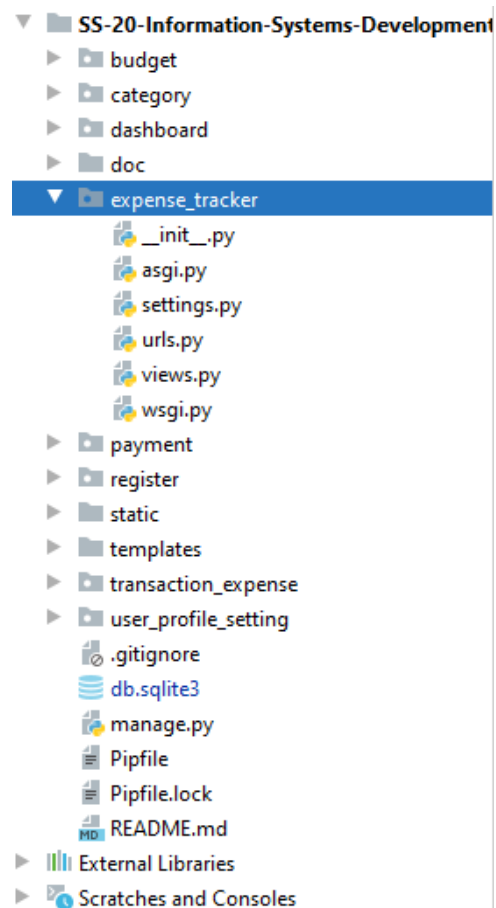 SS-20-Information-Systems-Development
budget
category
dashboard
doc
expense_tracker
__init__.py
asgi.py
settings.py
urls.py
views.py
wsgi.py
payment
register
static
templates
transaction_expense
user_profile_setting
.gitignore
db.sqlite3
manage.py
Pipfile
Pipfile.lock
MD README.md
External Libraries
Scratches and Consoles